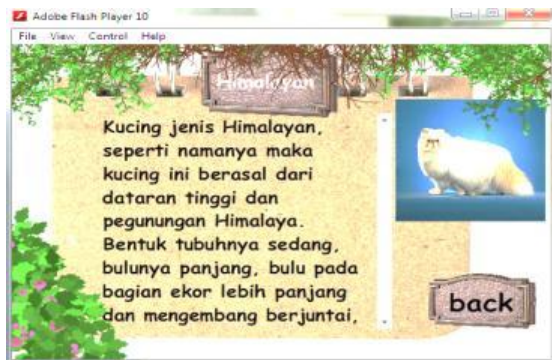 Adobe Flash Player 10
File View Control Help
Himalayan
Kucing jenis Himalayan,
seperti namanya maka
kucing ini berasal dari
dataran tinggi dan
pegunungan Himalaya.
Bentuk tubuhnya sedang,
bulunya panjang, bulu pada
bagian ekor lebih panjang
dan mengembang berjuntai,
back